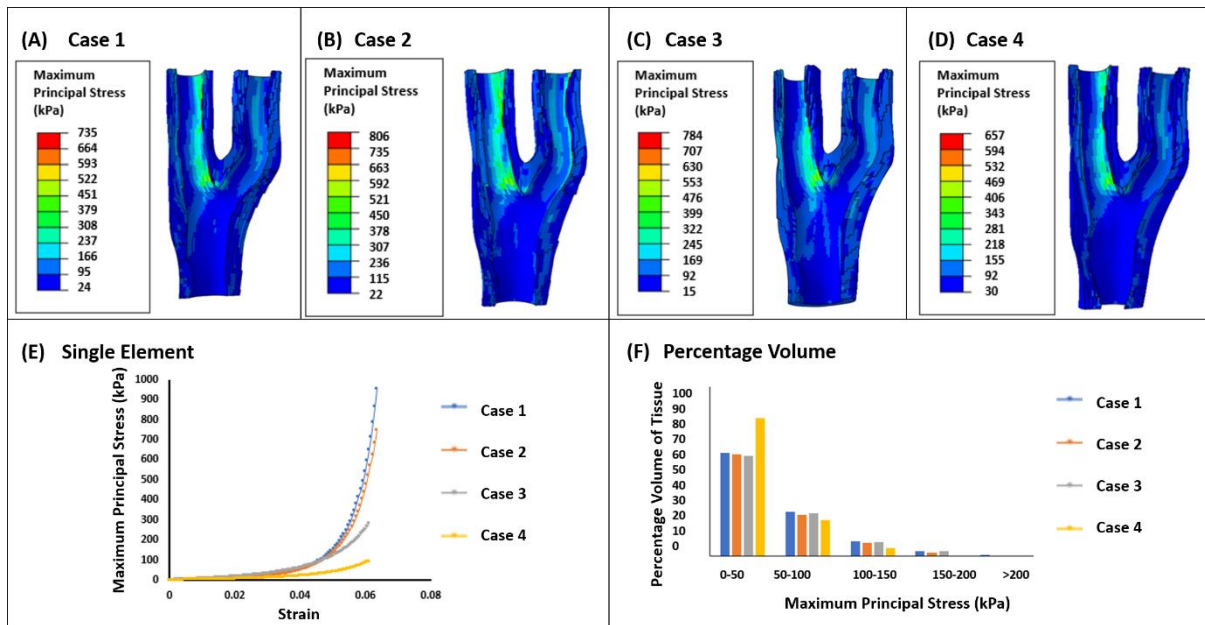 (A) Case 1
Maximum
Principal Stress
(kPa)
735
664
593
522
451
379
308
237
166
95
24
(B) Case 2
Maximum
Principal Stress
(kPa)
806
735
663
592
521
450
378
307
236
115
22
(C) Case 3
Maximum
Principal Stress
(kPa)
784
707
630
553
476
399
322
245
169
92
15
(D) Case 4
Maximum
Principal Stress
(kPa)
657
594
532
469
406
343
281
218
155
92
30
(E) Single Element
Maximum Principal Stress (kPa)
1000
900
800
700
600
500
400
300
200
100
0
0 0.02 0.04 0.06 0.08
Strain
Case 1
Case 2
Case 3
Case 4
(F) Percentage Volume
Percentage Volume of Tissue
100
90
80
70
60
50
40
30
20
10
0
0-50 50-100 100-150 150-200 >200
Maximum Principal Stress (kPa)
Case 1
Case 2
Case 3
Case 4